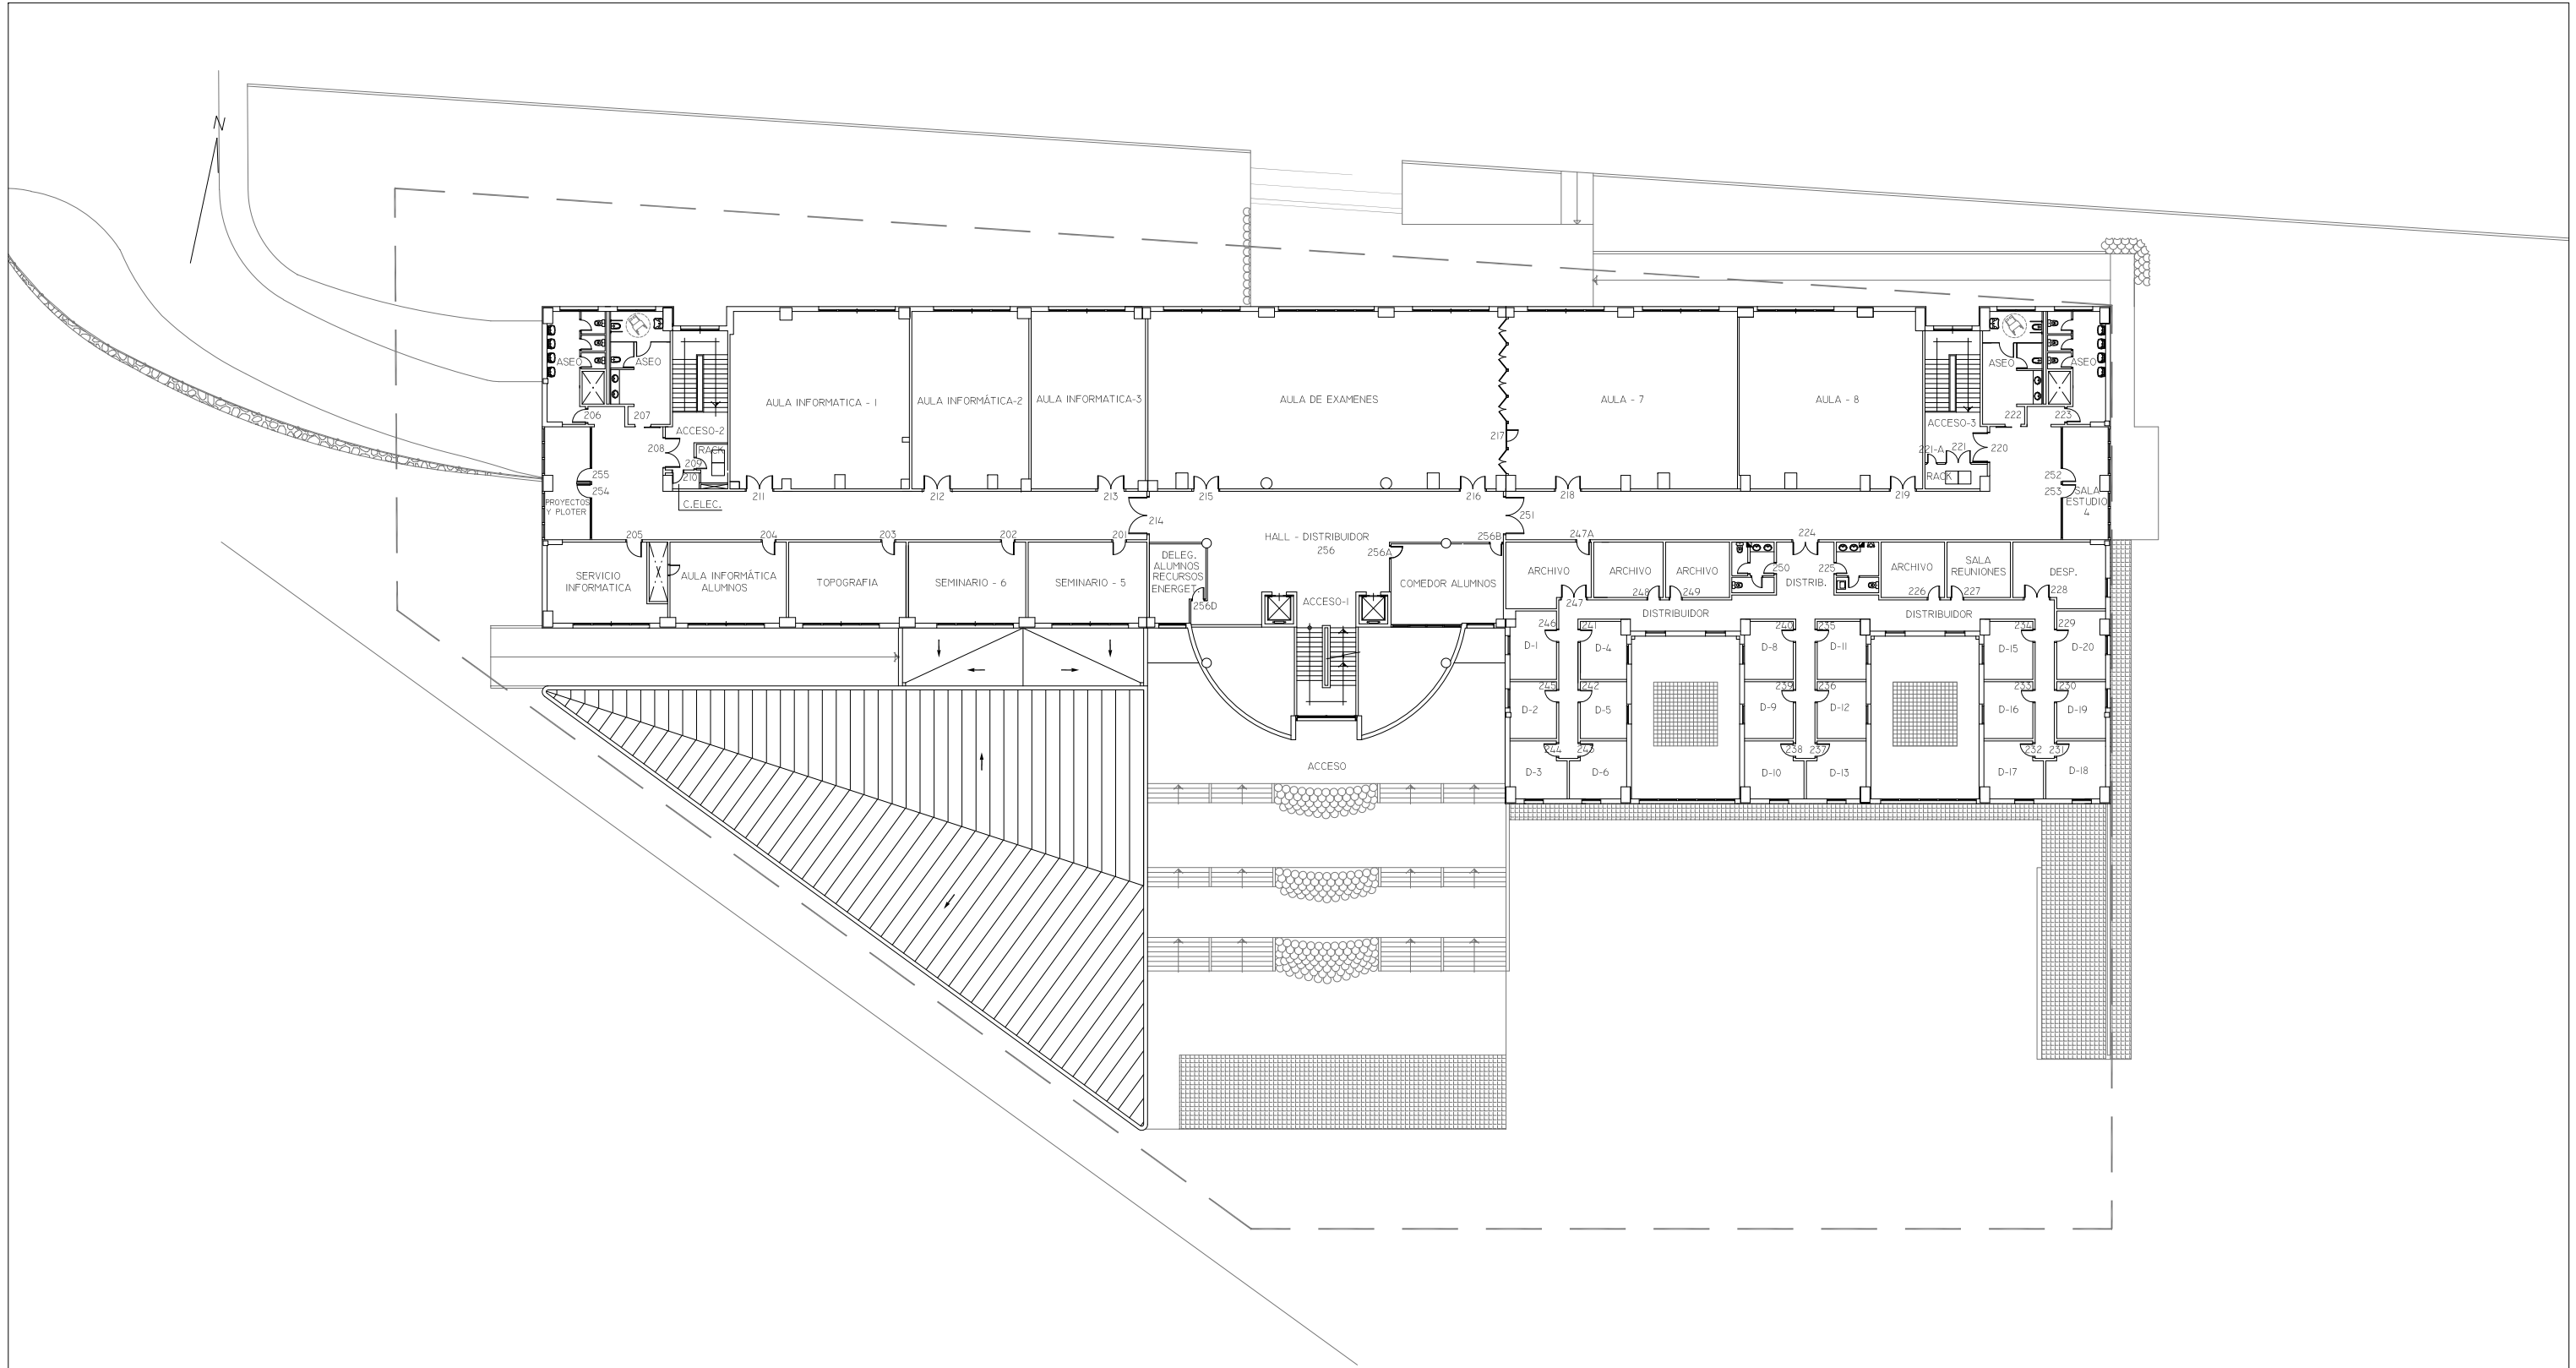 N
ASEO
ASEO
ASEO
ASEO
AULA INFORMATICA - 1
AULA INFORMÁTICA-2
AULA INFORMATICA-3
AULA DE EXAMENES
AULA - 7
AULA - 8
206
207
222
223
ACCESO-2
ACCESO-3
208
RACK
209
210
217
221-A
221
220
RACK
255
254
252
253
PROYECTOS
Y PLOTER
SALA
ESTUDIO
4
C.ELEC.
211
212
213
215
216
218
219
214
251
205
204
203
202
201
HALL - DISTRIBUIDOR
256
256A
256B
247A
224
SERVICIO
INFORMATICA
AULA INFORMÁTICA
ALUMNOS
TOPOGRAFIA
SEMINARIO - 6
SEMINARIO - 5
DELEG.
ALUMNOS
RECURSOS
ENERGET
256D
ACCESO-1
COMEDOR ALUMNOS
ARCHIVO
ARCHIVO
ARCHIVO
250
225
DISTRIB.
ARCHIVO
SALA
REUNIONES
DESP.
247
248
249
226
227
228
DISTRIBUIDOR
DISTRIBUIDOR
246
241
240
235
234
229
D-1
D-4
D-8
D-11
D-15
D-20
245
242
239
236
233
230
D-2
D-5
D-9
D-12
D-16
D-19
244
243
238
237
232
231
D-3
D-6
D-10
D-13
D-17
D-18
ACCESO